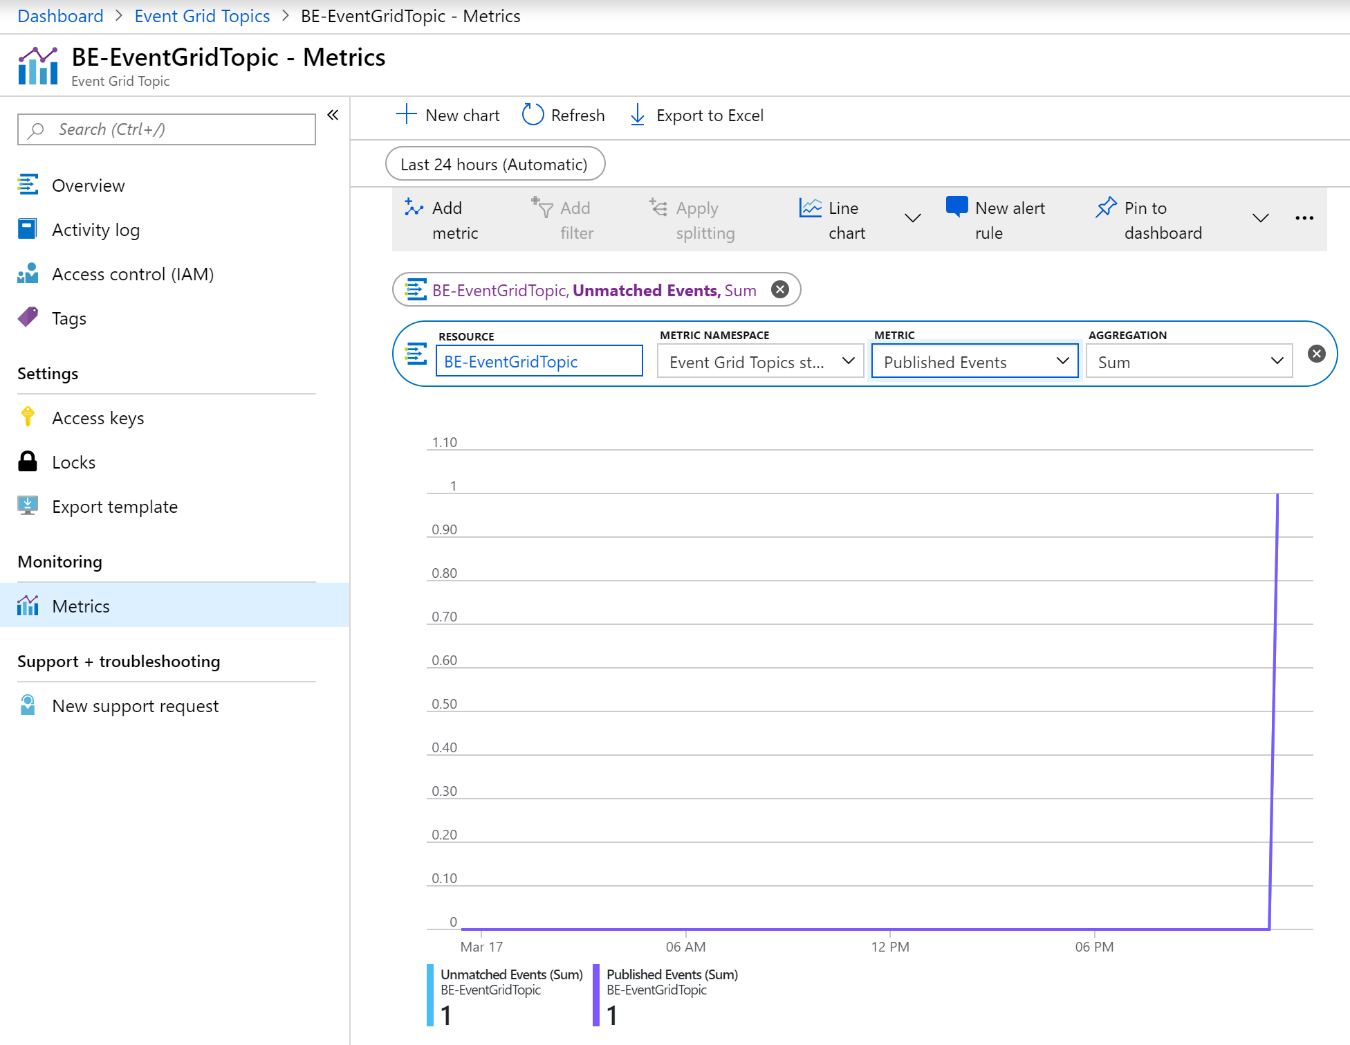 Dashboard > Event Grid Topics > BE-EventGridTopic - Metrics
BE-EventGridTopic - Metrics
Event Grid Topic
Search (Ctrl+/)
«
Overview
Activity log
Access control (IAM)
Tags
Settings
Access keys
Locks
Export template
Monitoring
Metrics
Support + troubleshooting
New support request
New chart
Refresh
Export to Excel
Last 24 hours (Automatic)
Add metric
Add filter
Apply splitting
Line chart
New alert rule
Pin to dashboard
...
BE-EventGridTopic, Unmatched Events, Sum
RESOURCE
BE-EventGridTopic
METRIC NAMESPACE
Event Grid Topics st...
METRIC
Published Events
AGGREGATION
Sum
1.10
1
0.90
0.80
0.70
0.60
0.50
0.40
0.30
0.20
0.10
0
Mar 17
06 AM
12 PM
06 PM
Unmatched Events (Sum)
BE-EventGridTopic
1
Published Events (Sum)
BE-EventGridTopic
1